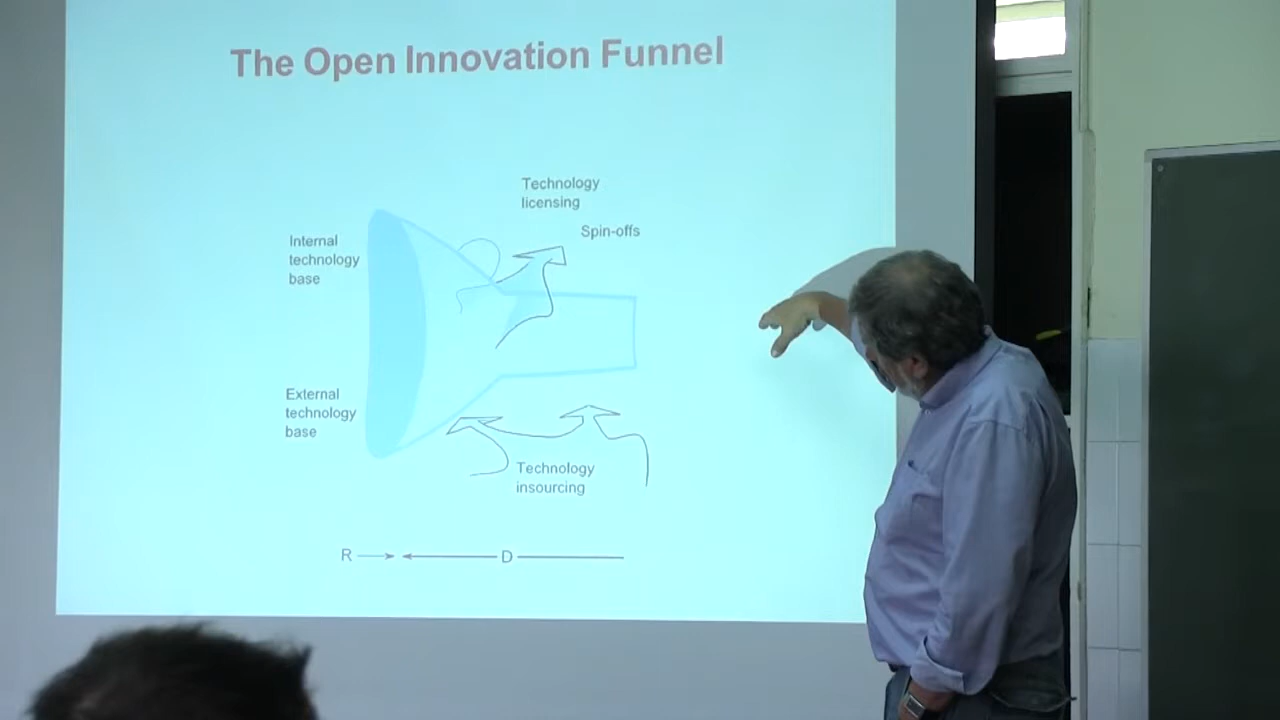 The Open Innovation Funnel
Technology
licensing
Spin-offs
Internal
technology
base
External
technology
base
Technology
insourcing
R
D